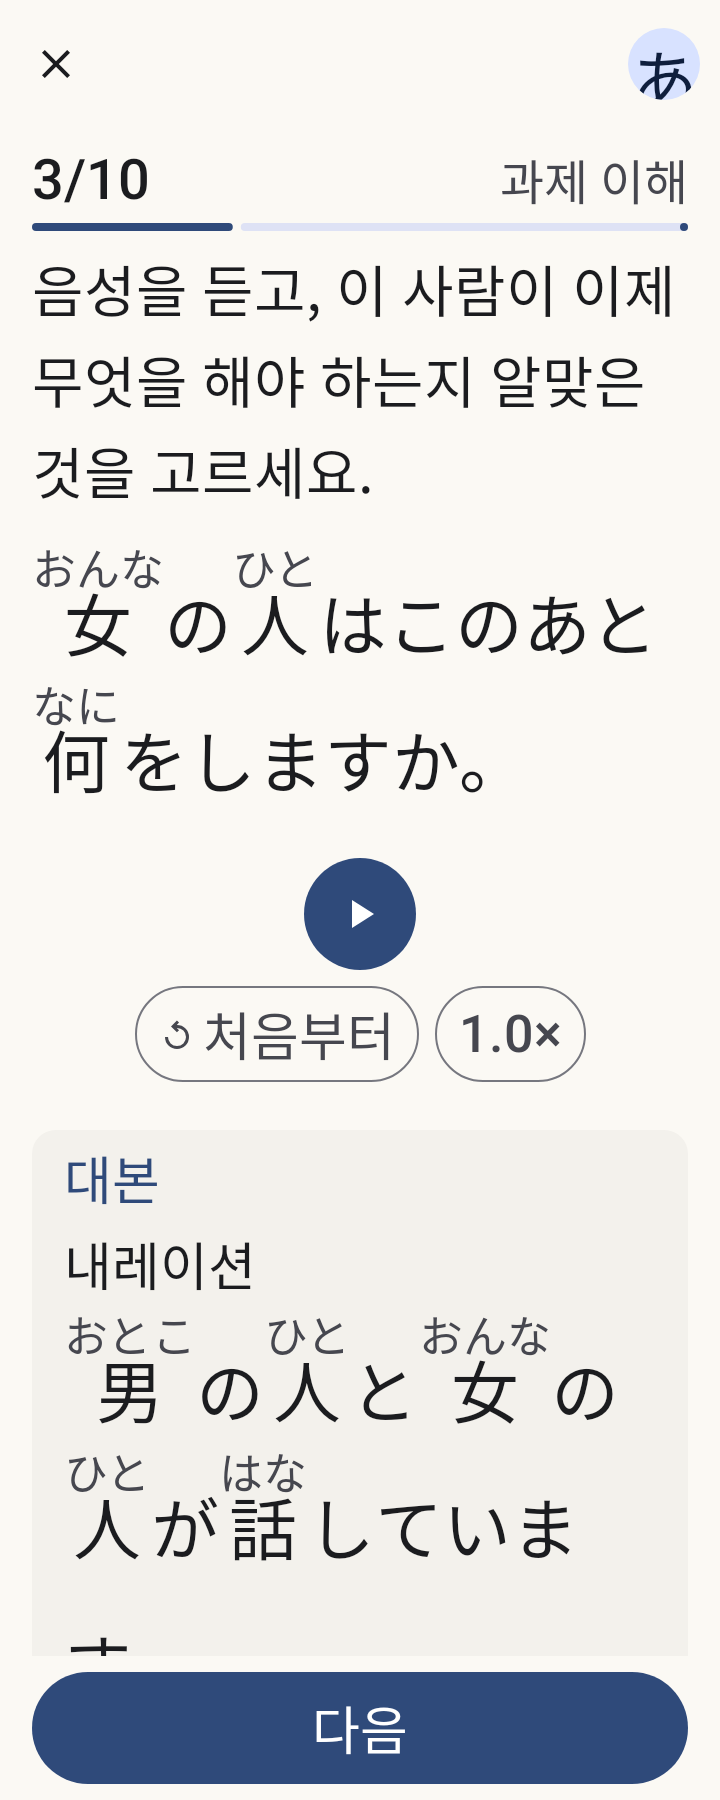 ×
あ
3/10
과제 이해
음성을 듣고, 이 사람이 이제
무엇을 해야 하는지 알맞은
것을 고르세요.
おんな ひと
女の人はこのあと
なに
何をしますか。
처음부터
1.0×
대본
내레이션
おとこ ひと おんな
男の人と女の
ひと はな
人が話していま
다음